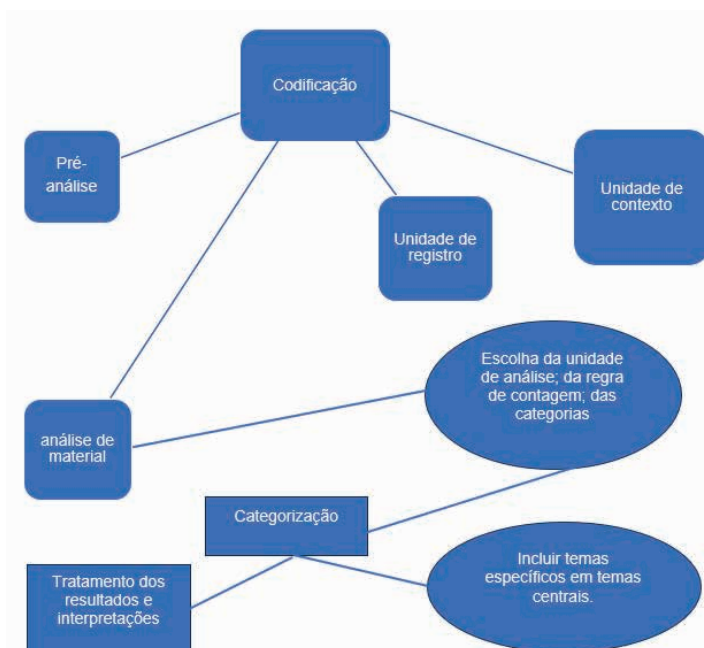 Codificação
Pré-
análise
Unidade de
contexto
Unidade de
registro
Escolha da unidade
de análise; da regra
de contagem; das
categorias
análise de
material
Categorização
Incluir temas
específicos em temas
centrais.
Tratamento dos
resultados e
interpretações